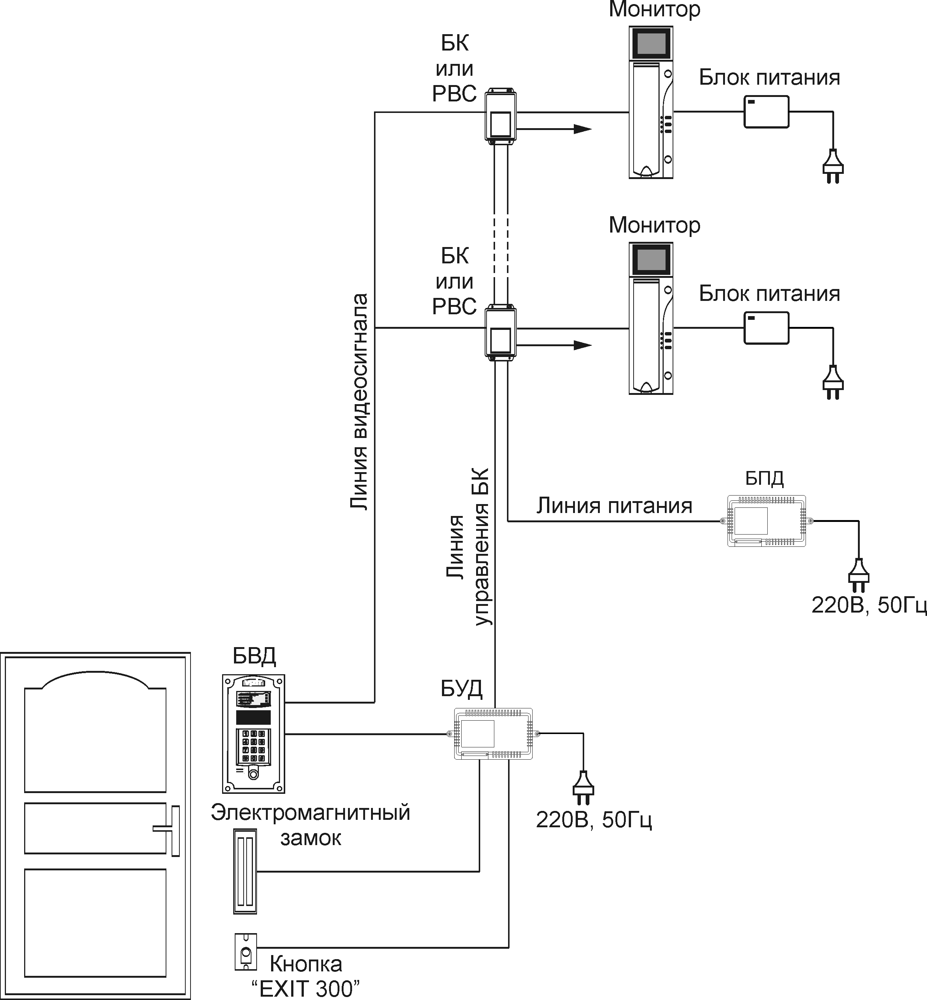 Монитор
БК
или
РВС
Блок питания
Монитор
БК
или
РВС
Блок питания
Линия видеосигнала
Линия
управления БК
БПД
Линия питания
220В, 50Гц
БВД
БУД
220В, 50Гц
Электромагнитный
замок
Кнопка
“EXIT 300”